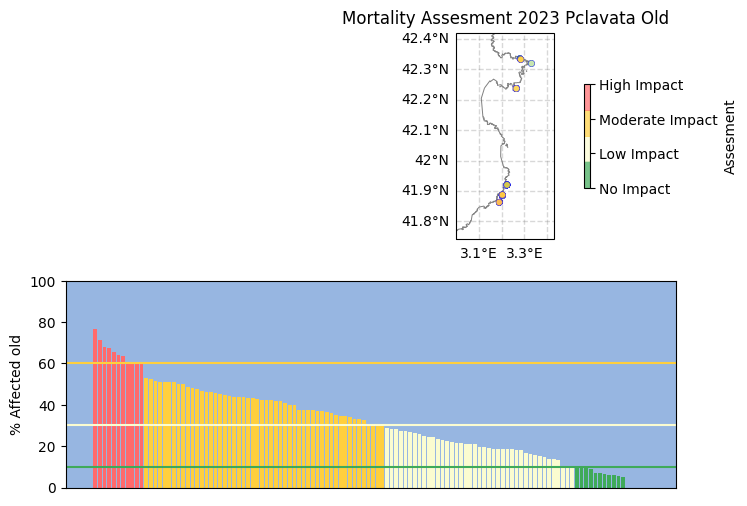 Mortality Assesment 2023 Pclavata Old
42.4°N
42.3°N
42.2°N
42.1°N
42°N
41.9°N
41.8°N
3.1°E 3.3°E
High Impact
Moderate Impact
Low Impact
No Impact
Assesment
100
80
60
40
20
0
% Affected old